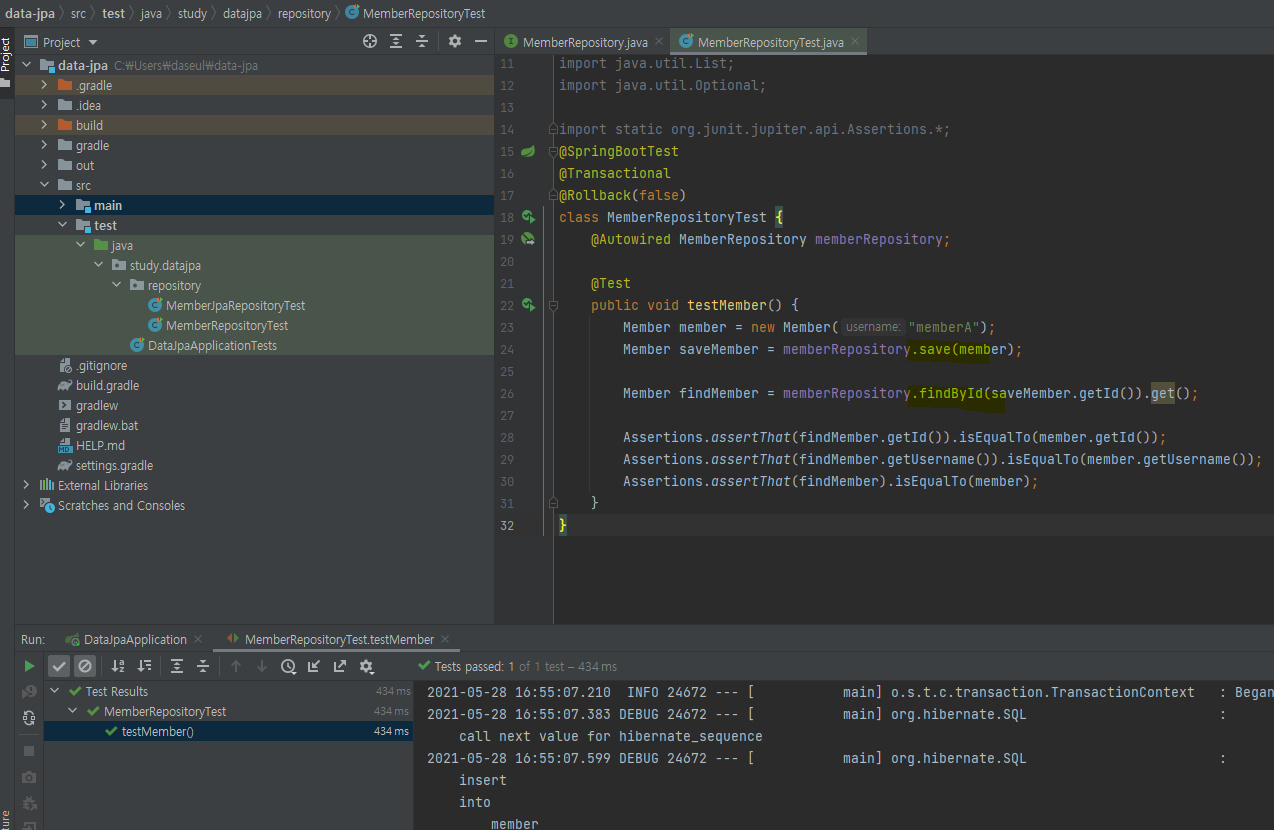 data-jpa src test java study datajpa repository MemberRepositoryTest
Project
Project
MemberRepository.java
MemberRepositoryTest.java
data-jpa C:₩Users₩daseul₩data-jpa
.gradle
.idea
build
gradle
out
src
main
test
java
study.datajpa
repository
MemberJpaRepositoryTest
MemberRepositoryTest
DataJpaApplicationTests
.gitignore
build.gradle
gradlew
gradlew.bat
HELP.md
settings.gradle
External Libraries
Scratches and Consoles
11 import java.util.List;
12 import java.util.Optional;
13
14 import static org.junit.jupiter.api.Assertions.*;
15 @SpringBootTest
16 @Transactional
17 @Rollback(false)
18 class MemberRepositoryTest {
19 @Autowired MemberRepository memberRepository;
20
21 @Test
22 public void testMember() {
23 Member member = new Member( username: "memberA");
24 Member saveMember = memberRepository.save(member);
25
26 Member findMember = memberRepository.findById(saveMember.getId()).get();
27
28 Assertions.assertThat(findMember.getId()).isEqualTo(member.getId());
29 Assertions.assertThat(findMember.getUsername()).isEqualTo(member.getUsername());
30 Assertions.assertThat(findMember).isEqualTo(member);
31 }
32 }
Run: DataJpaApplication MemberRepositoryTest.testMember
Tests passed: 1 of 1 test – 434 ms
Test Results 434 ms
MemberRepositoryTest 434 ms
testMember() 434 ms
2021-05-28 16:55:07.210 INFO 24672 --- [ main] o.s.t.c.transaction.TransactionContext : Began
2021-05-28 16:55:07.383 DEBUG 24672 --- [ main] org.hibernate.SQL :
call next value for hibernate_sequence
2021-05-28 16:55:07.599 DEBUG 24672 --- [ main] org.hibernate.SQL :
insert
into
member